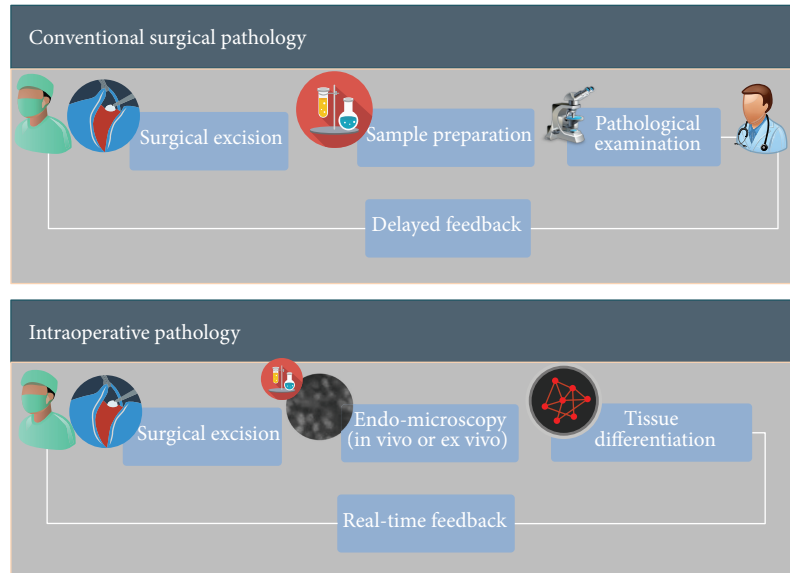 Conventional surgical pathology
Surgical excision
Sample preparation
Pathological
examination
Delayed feedback
Intraoperative pathology
Surgical excision
Endo-microscopy
(in vivo or ex vivo)
Tissue
differentiation
Real-time feedback